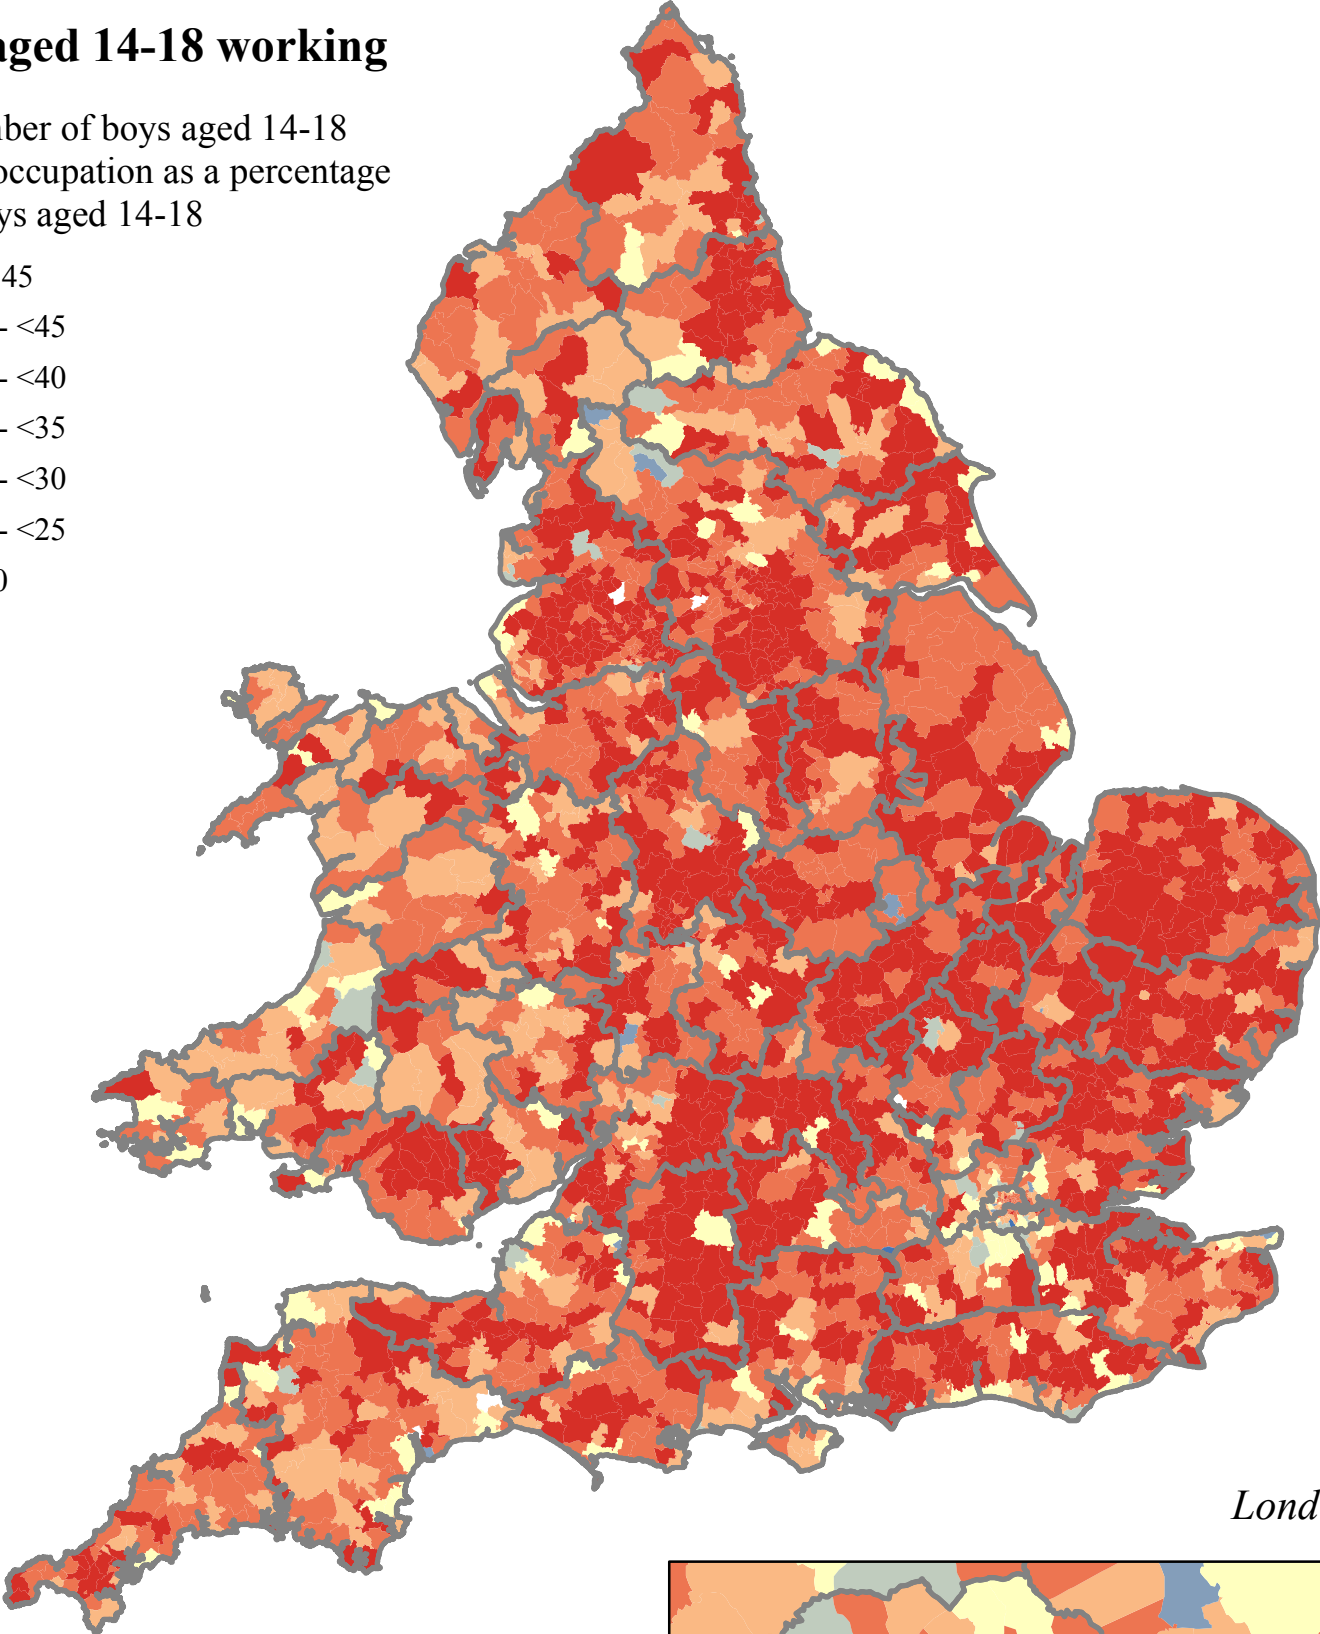 aged 14-18 working
ber of boys aged 14-18
occupation as a percentage
ys aged 14-18
45
- <45
- <40
- <35
- <30
- <25
0
Lond